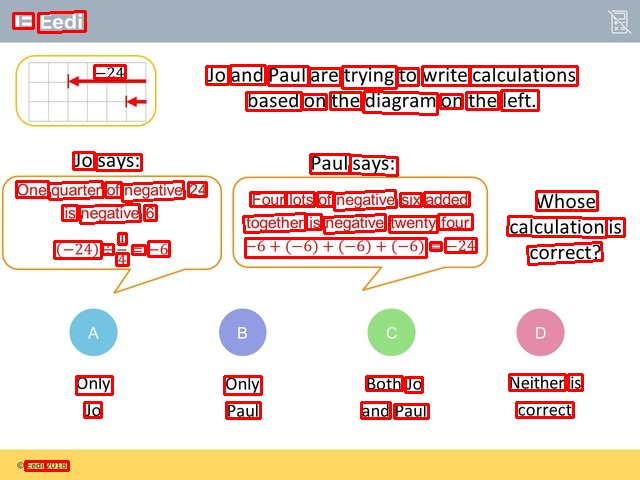 Eedi
−24
Jo and Paul are trying to write calculations
based on the diagram on the left.
Jo says:
One quarter of negative 24
is negative 6
(−24) ÷ 1/4 = −6
Paul says:
Four lots of negative six added
together is negative twenty four
−6 + (−6) + (−6) + (−6) = −24
Whose
calculation is
correct?
A
Only
Jo
B
Only
Paul
C
Both Jo
and Paul
D
Neither is
correct
© Eedi 2018